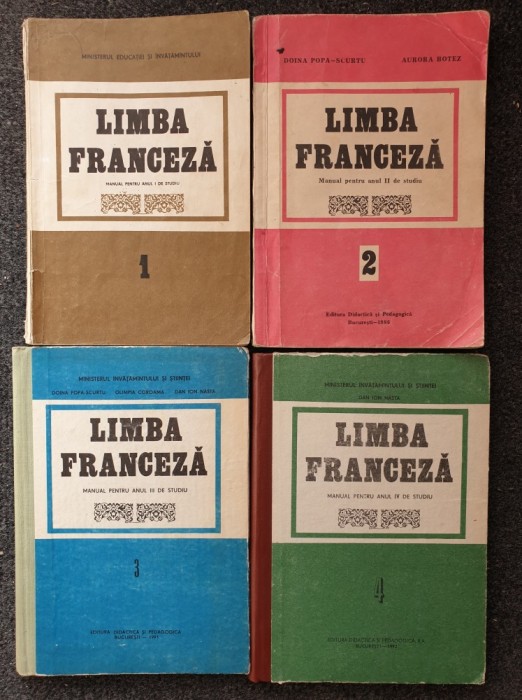 MINISTERUL EDUCAȚIEI ȘI ÎNVĂȚĂMÎNTULUI
LIMBA
FRANCEZĂ
MANUAL PENTRU ANUL I DE STUDIU
1
DOINA POPA-SCURTU AURORA BOTEZ
LIMBA
FRANCEZĂ
Manual pentru anul II de studiu
2
Editura Didactică și Pedagogică
București—
MINISTERUL ÎNVĂȚĂMÎNTULUI ȘI ȘTIINȚEI
DOINA POPA-SCURTU OLIMPIA COROAMĂ DAN ION NASTA
LIMBA
FRANCEZĂ
MANUAL PENTRU ANUL III DE STUDIU
3
EDITURA DIDACTICĂ ȘI PEDAGOGICĂ
BUCUREȘTI —
MINISTERUL ÎNVĂȚĂMÎNTULUI ȘI ȘTIINȚEI
DAN ION NASTA
LIMBA
FRANCEZĂ
MANUAL PENTRU ANUL IV DE STUDIU
4
EDITURA DIDACTICĂ ȘI PEDAGOGICĂ, R.A.
BUCUREȘTI —